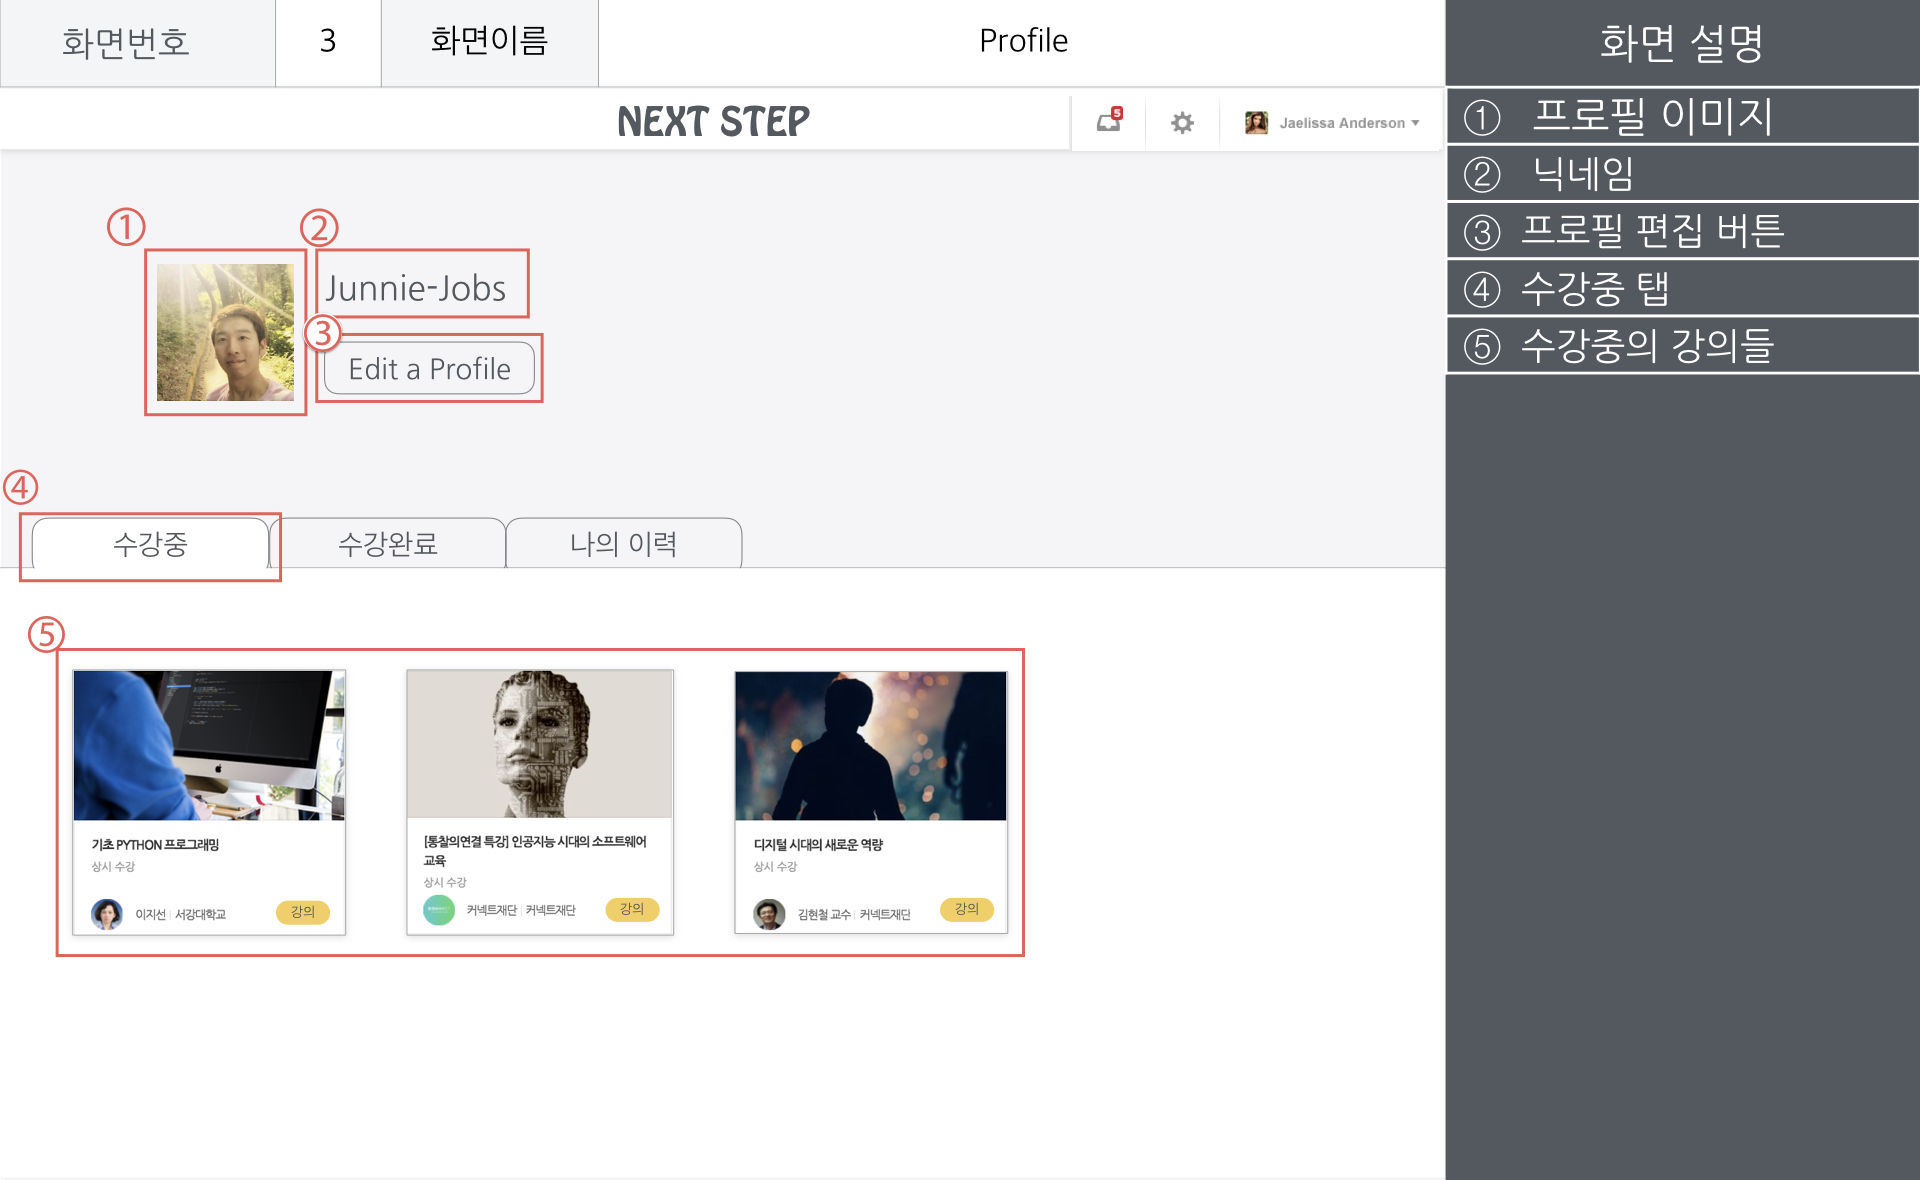 화면번호
3
화면이름
Profile
화면 설명
NEXT STEP
5
Jaelissa Anderson
① 프로필 이미지
② 닉네임
③ 프로필 편집 버튼
④ 수강중 탭
⑤ 수강중의 강의들
①
②
Junnie-Jobs
③
Edit a Profile
④
수강중
수강완료
나의 이력
⑤
기초 PYTHON 프로그래밍
상시 수강
이지선 | 서강대학교
강의
[통찰의연결 특강] 인공지능 시대의 소프트웨어
교육
상시 수강
커넥트재단 | 커넥트재단
강의
디지털 시대의 새로운 역량
상시 수강
김현철 교수 | 커넥트재단
강의